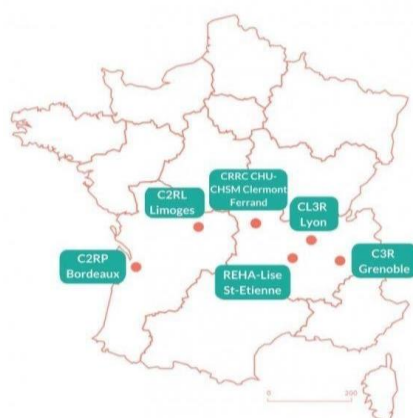 CRRC CHU-
CHSM Clermont
Ferrand
C2RL
Limoges
CL3R
Lyon
C2RP
Bordeaux
REHA-Lise
St-Etienne
C3R
Grenoble
0 200